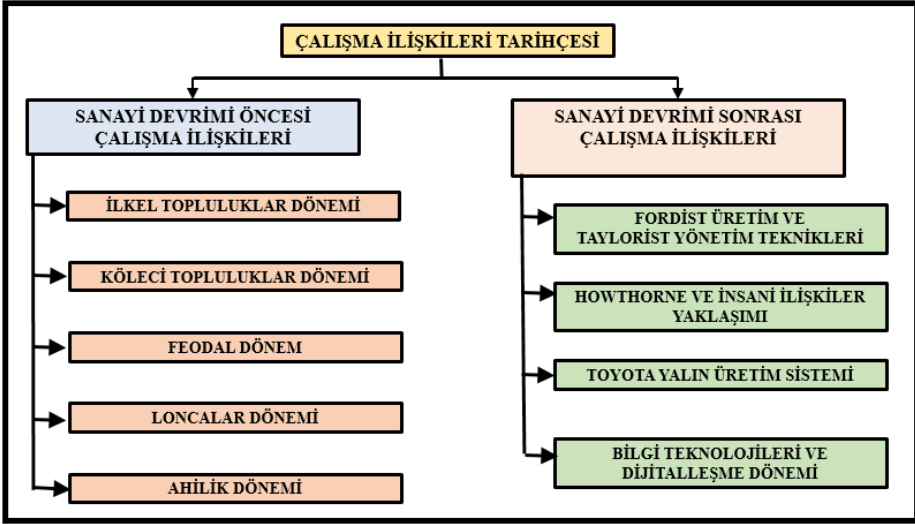 ÇALIŞMA İLİŞKİLERİ TARİHÇESİ
SANAYİ DEVRİMİ ÖNCESİ
ÇALIŞMA İLİŞKİLERİ
İLKEL TOPLULUKLAR DÖNEMİ
KÖLECİ TOPLULUKLAR DÖNEMİ
FEODAL DÖNEM
LONCALAR DÖNEMİ
AHİLİK DÖNEMİ
SANAYİ DEVRİMİ SONRASI
ÇALIŞMA İLİŞKİLERİ
FORDİST ÜRETİM VE
TAYLORİST YÖNETİM TEKNİKLERİ
HOWTHORNE VE İNSANİ İLİŞKİLER
YAKLAŞIMI
TOYOTA YALIN ÜRETİM SİSTEMİ
BİLGİ TEKNOLOJİLERİ VE
DİJİTALLEŞME DÖNEMİ